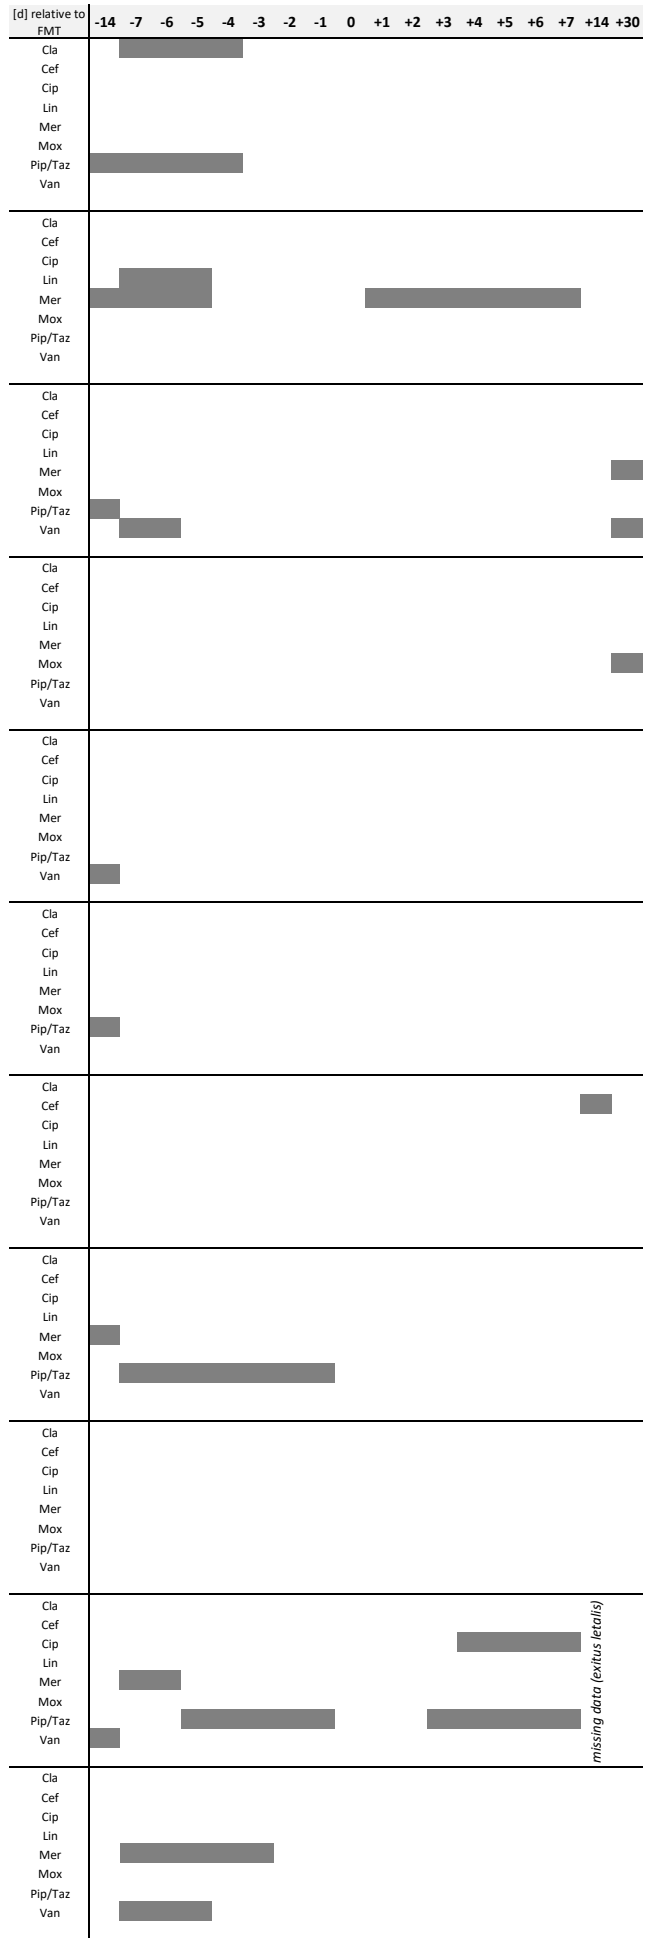 [d] relative to FMT -14 -7 -6 -5 -4 -3 -2 -1 0 +1 +2 +3 +4 +5 +6 +7 +14 +30
Cla
Cef
Cip
Lin
Mer
Mox
Pip/Taz
Van
Cla
Cef
Cip
Lin
Mer
Mox
Pip/Taz
Van
Cla
Cef
Cip
Lin
Mer
Mox
Pip/Taz
Van
Cla
Cef
Cip
Lin
Mer
Mox
Pip/Taz
Van
Cla
Cef
Cip
Lin
Mer
Mox
Pip/Taz
Van
Cla
Cef
Cip
Lin
Mer
Mox
Pip/Taz
Van
Cla
Cef
Cip
Lin
Mer
Mox
Pip/Taz
Van
Cla
Cef
Cip
Lin
Mer
Mox
Pip/Taz
Van
Cla
Cef
Cip
Lin
Mer
Mox
Pip/Taz
Van
Cla
Cef
Cip
Lin
Mer
Mox
Pip/Taz
Van
missing data (exitus letalis)
Cla
Cef
Cip
Lin
Mer
Mox
Pip/Taz
Van